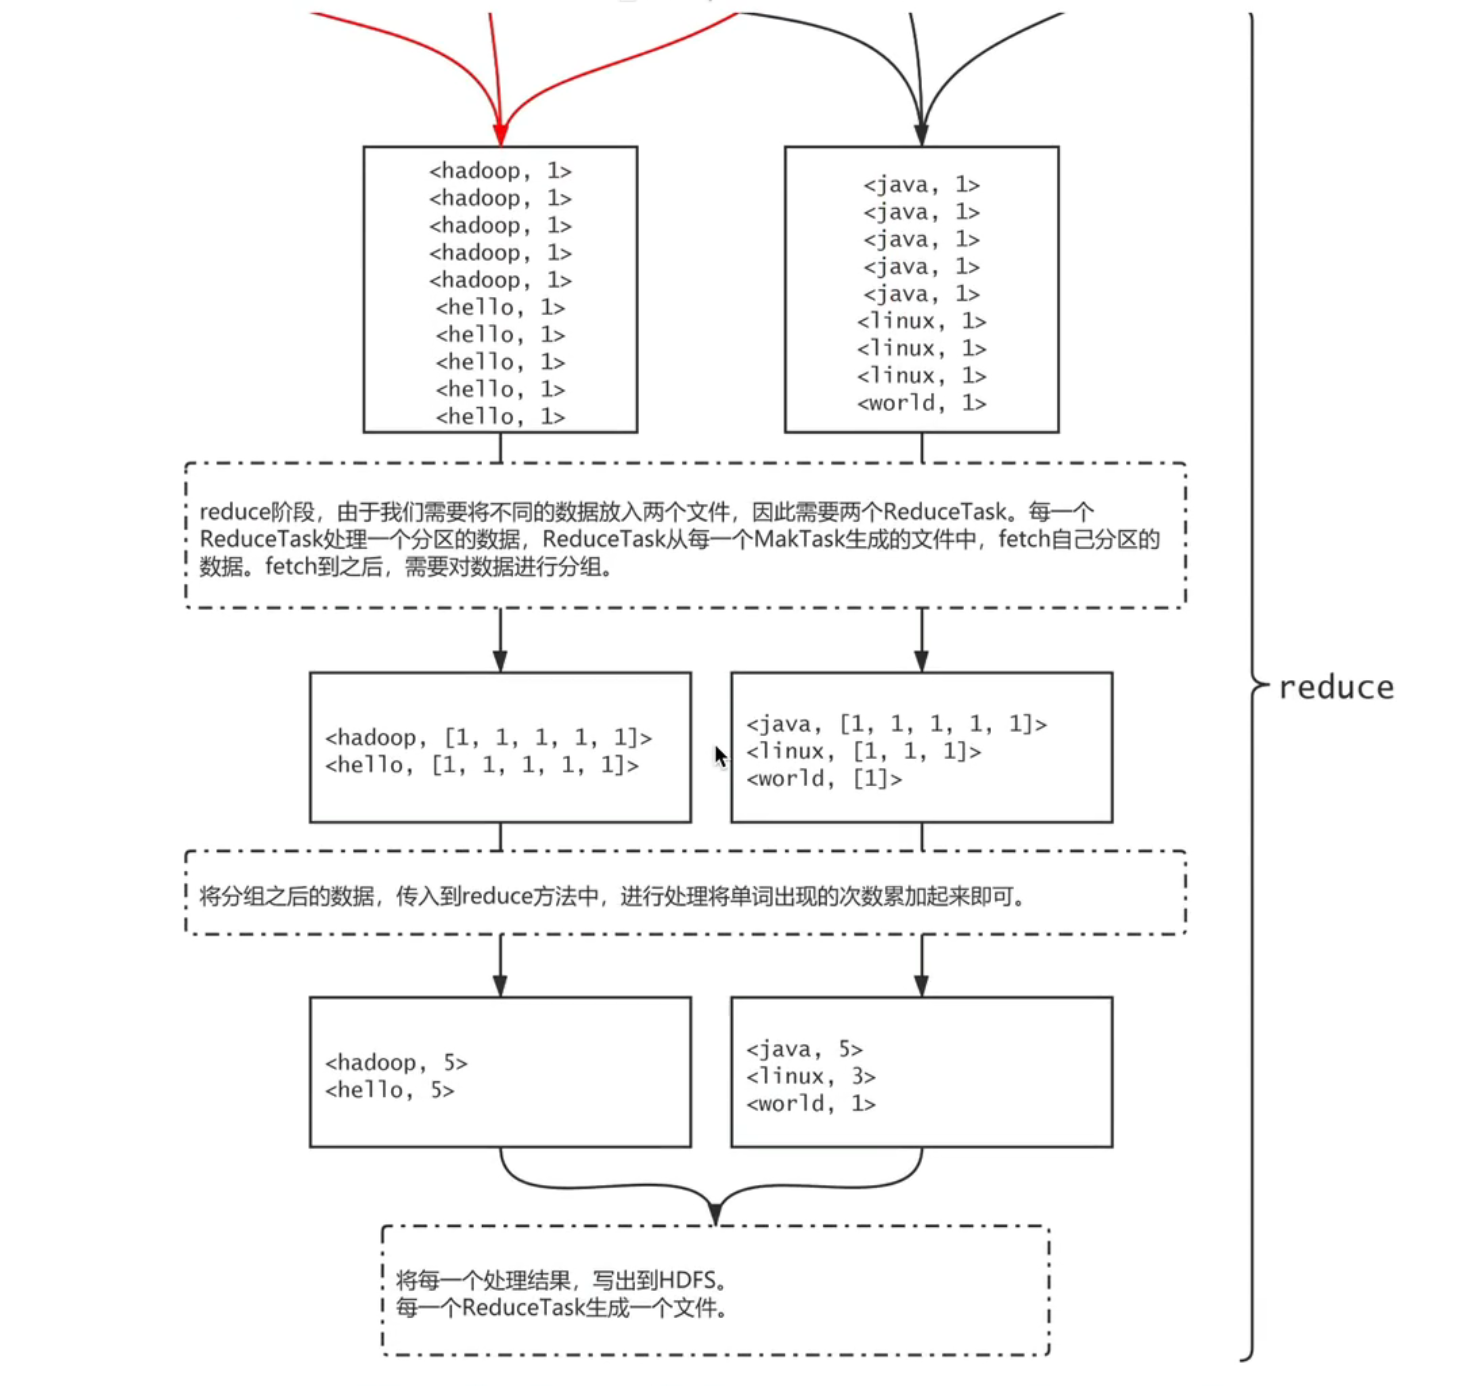 <hadoop, 1>
<hadoop, 1>
<hadoop, 1>
<hadoop, 1>
<hadoop, 1>
<hello, 1>
<hello, 1>
<hello, 1>
<hello, 1>
<hello, 1>
<java, 1>
<java, 1>
<java, 1>
<java, 1>
<java, 1>
<linux, 1>
<linux, 1>
<linux, 1>
<world, 1>
reduce阶段，由于我们需要将不同的数据放入两个文件，因此需要两个ReduceTask。每一个
ReduceTask处理一个分区的数据，ReduceTask从每一个MakTask生成的文件中，fetch自己分区的
数据。fetch到之后，需要对数据进行分组。
<hadoop, [1, 1, 1, 1, 1]>
<hello, [1, 1, 1, 1, 1]>
<java, [1, 1, 1, 1, 1]>
<linux, [1, 1, 1]>
<world, [1]>
reduce
将分组之后的数据，传入到reduce方法中，进行处理将单词出现的次数累加起来即可。
<hadoop, 5>
<hello, 5>
<java, 5>
<linux, 3>
<world, 1>
将每一个处理结果，写出到HDFS。
每一个ReduceTask生成一个文件。